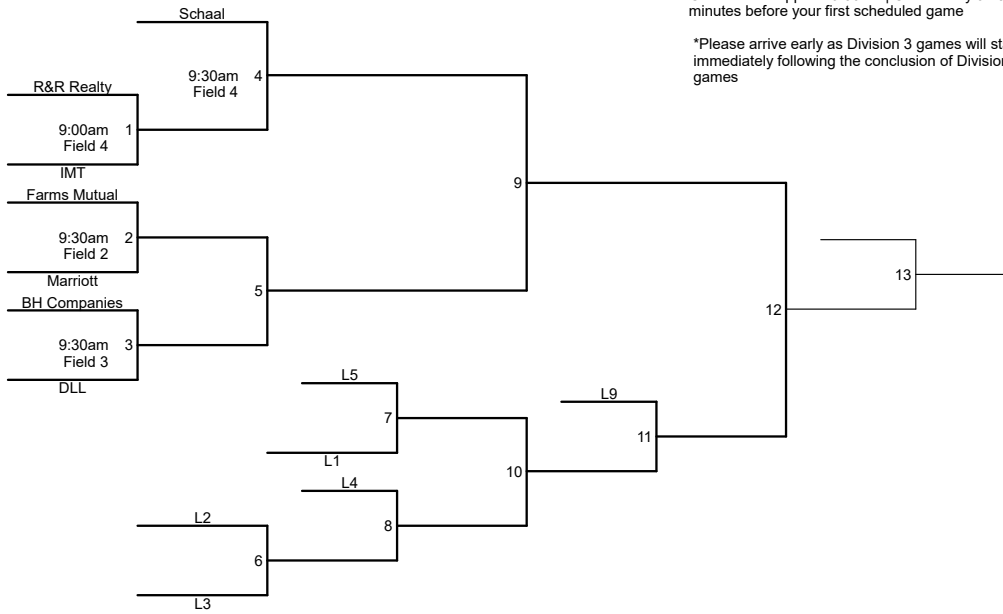 Schaal
minutes before your first scheduled game
*Please arrive early as Division 3 games will
immediately following the conclusion of
games
9:30am 4
Field 4
R&R Realty
9:00am 1
Field 4
IMT
Farms Mutual
9:30am 2
Field 2
Marriott
BH Companies
9:30am 3
Field 3
DLL
5
9
12
13
L5
7
L1
L9
11
10
L4
8
L2
6
L3